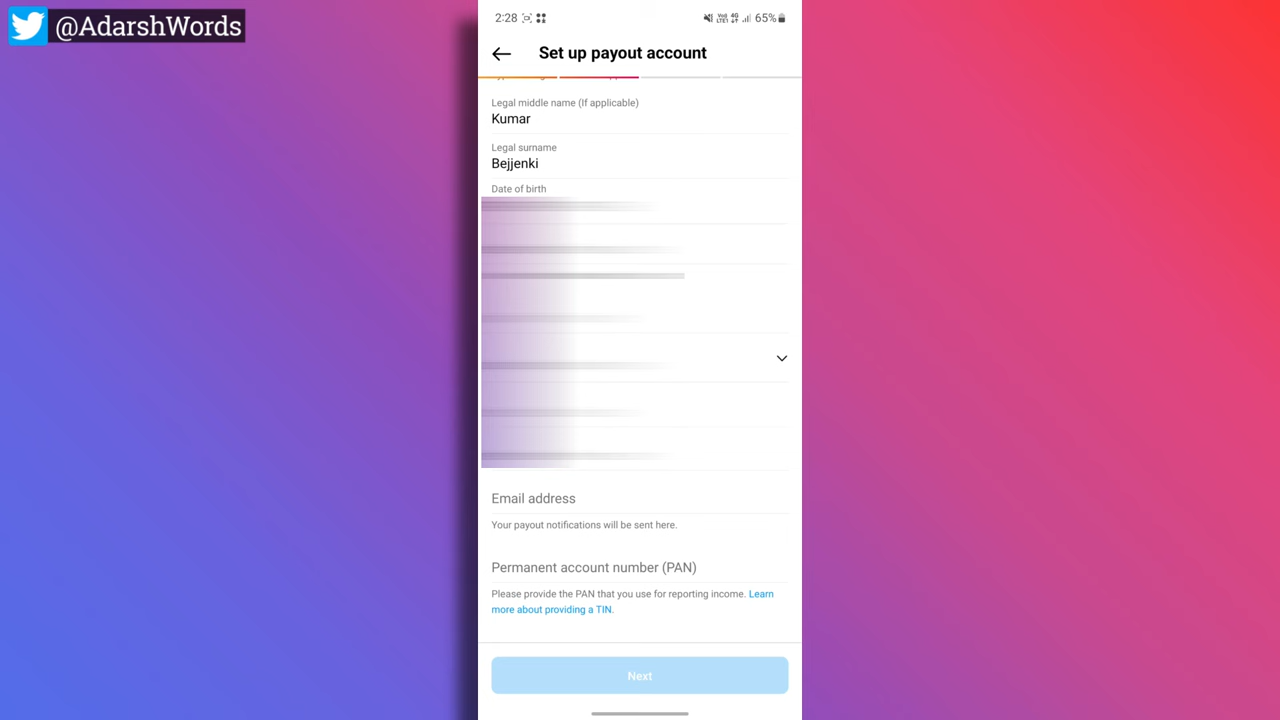 @AdarshWords
2:28
65%
Set up payout account
Legal middle name (If applicable)
Kumar
Legal surname
Bejjenki
Date of birth
Email address
Your payout notifications will be sent here.
Permanent account number (PAN)
Please provide the PAN that you use for reporting income. Learn
more about providing a TIN.
Next